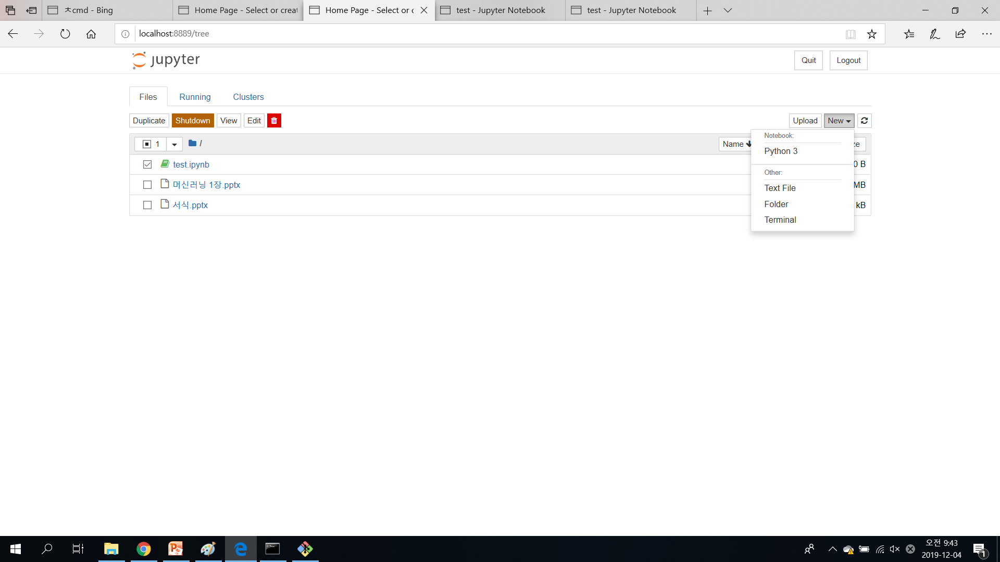 ㅊcmd - Bing
Home Page - Select or creat
Home Page - Select or c
test - Jupyter Notebook
test - Jupyter Notebook
localhost:8889/tree
jupyter
Quit
Logout
Files
Running
Clusters
Duplicate
Shutdown
View
Edit
Upload
New
1
/
Name
ze
Notebook:
Python 3
Other:
Text File
Folder
Terminal
test.ipynb
0 B
머신러닝 1장.pptx
MB
서식.pptx
kB
오전 9:43
2019-12-04
1